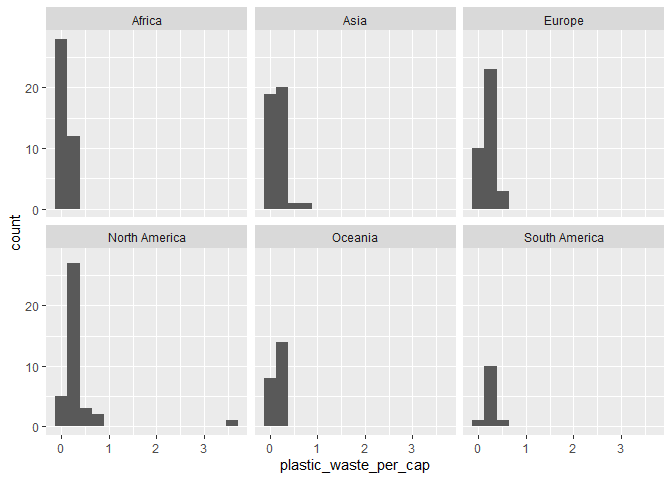 Africa Asia Europe
20
10
0
count
North America Oceania South America
20
10
0
0 1 2 3 0 1 2 3 0 1 2 3
plastic_waste_per_cap